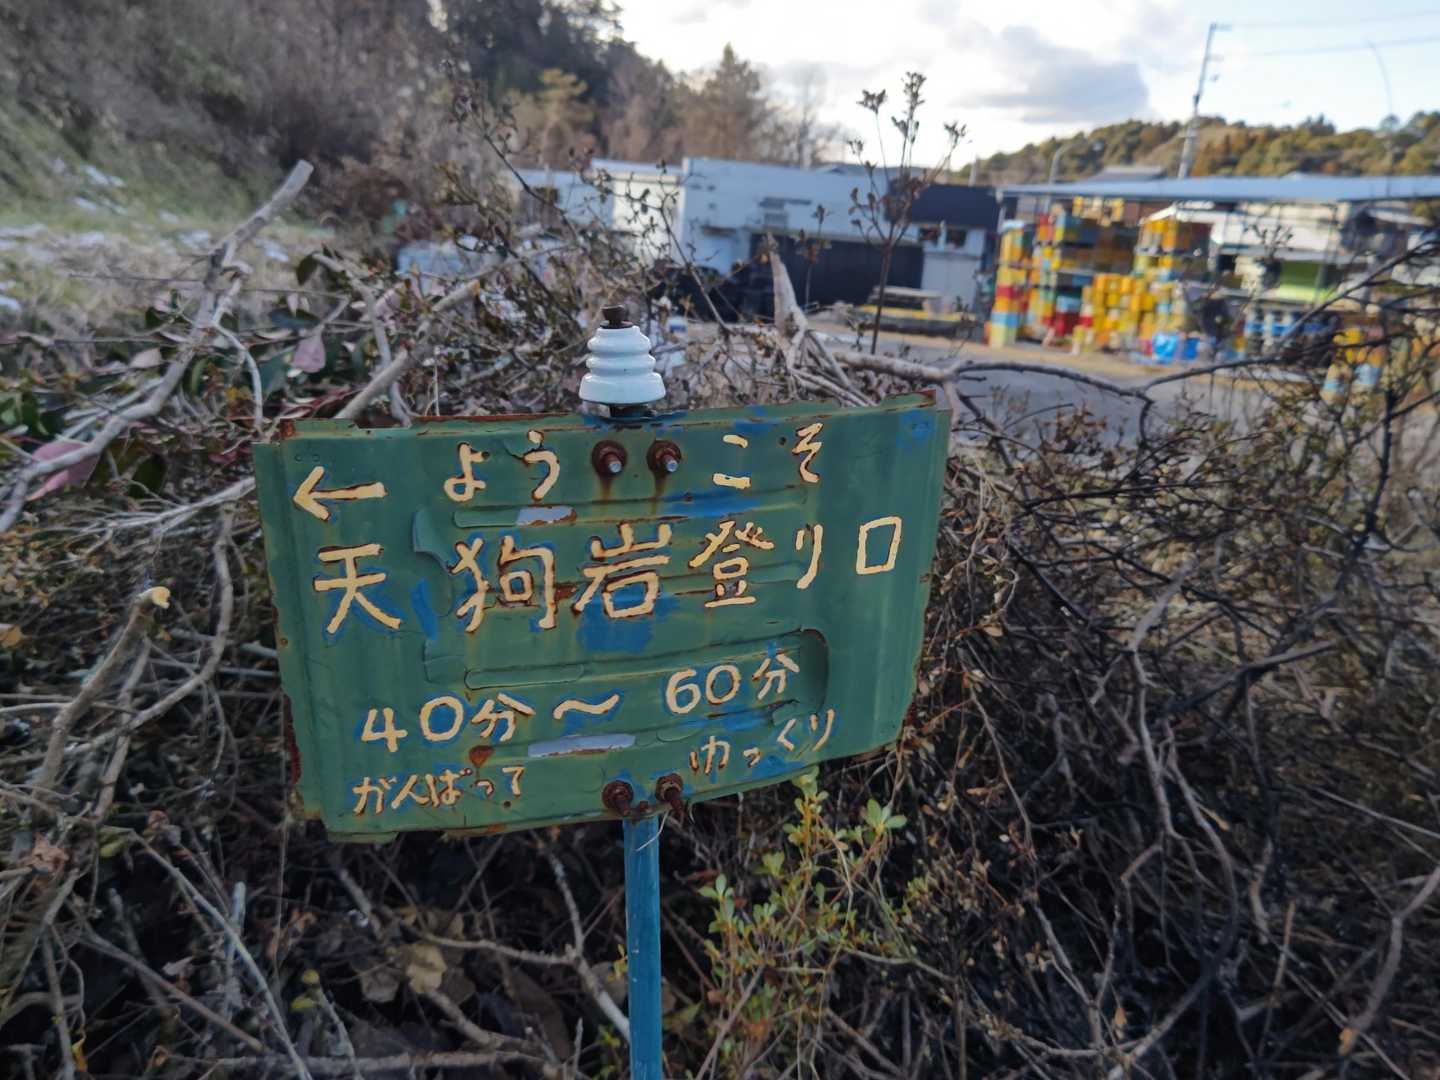 ← ようこそ
天狗岩登り口
40分～60分
がんばって ゆっくり